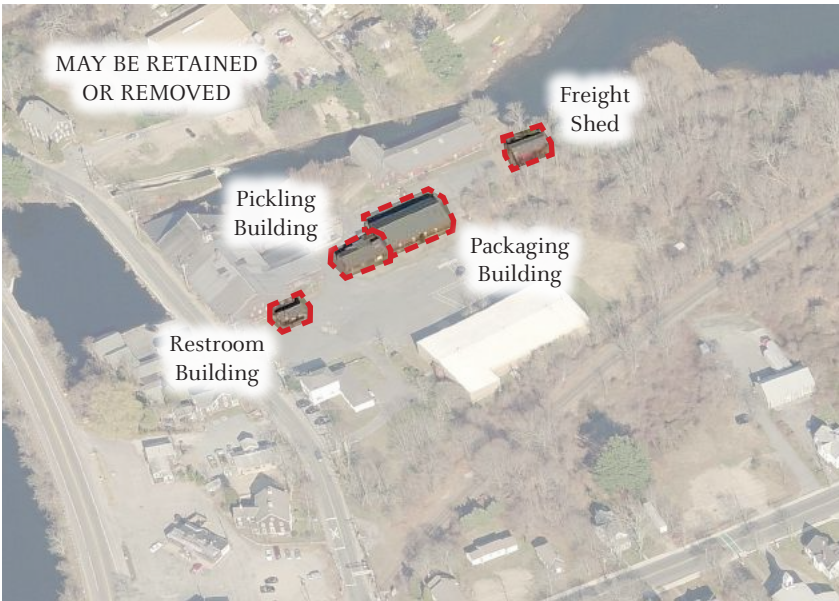 MAY BE RETAINED
OR REMOVED
Freight
Shed
Pickling
Building
Packaging
Building
Restroom
Building